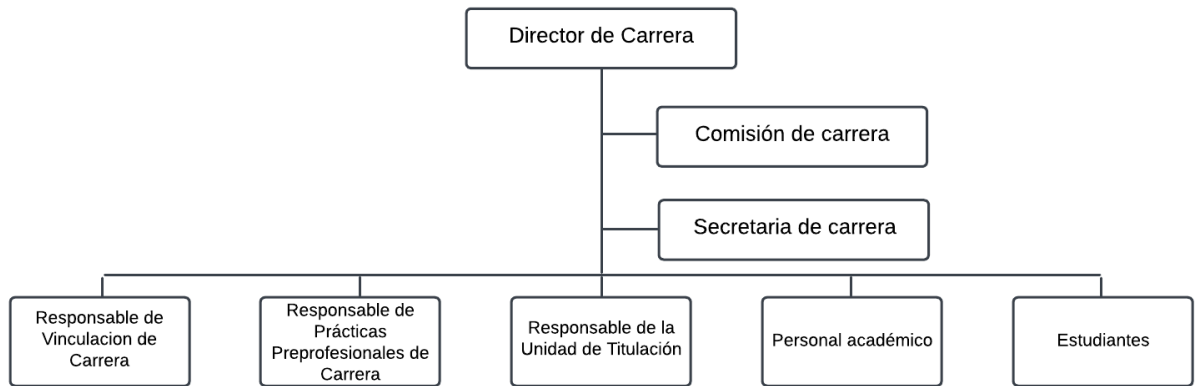 Director de Carrera
Comisión de carrera
Secretaria de carrera
Responsable de
Vinculacion de
Carrera
Responsable de
Prácticas
Preprofesionales de
Carrera
Responsable de la
Unidad de Titulación
Personal académico
Estudiantes